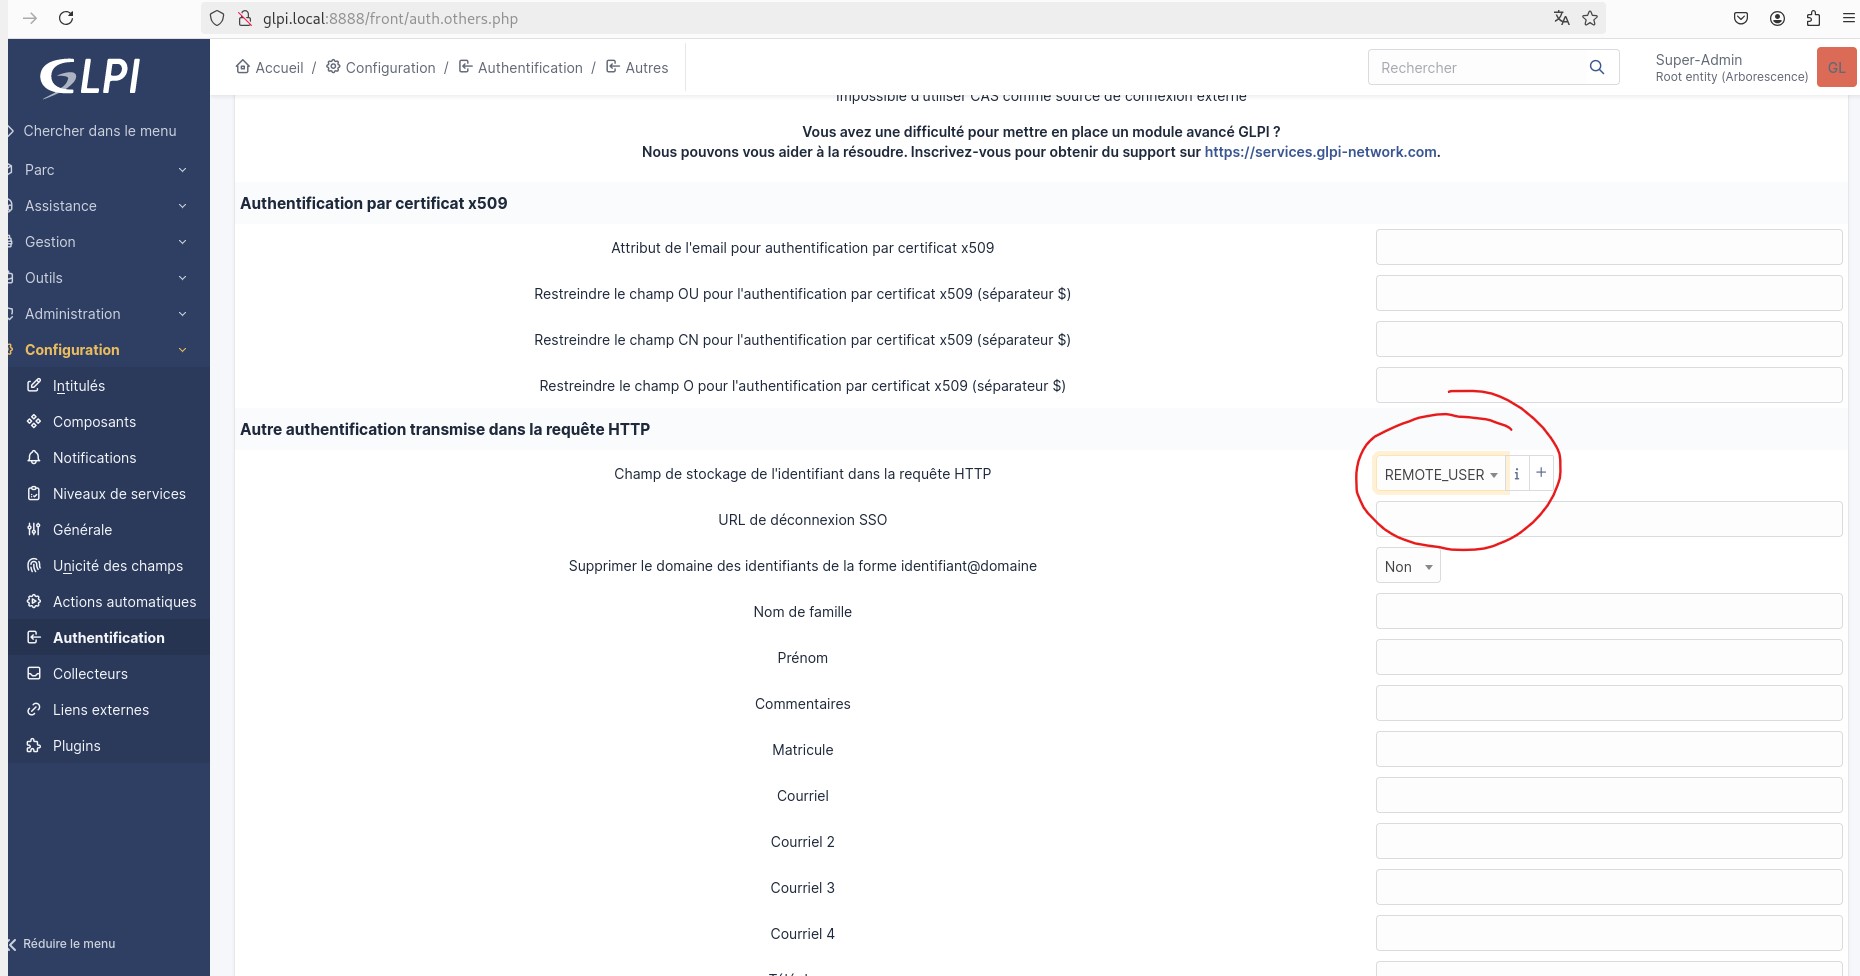 glpi.local:8888/front/auth.others.php
GLPI
Accueil / Configuration / Authentification / Autres
Rechercher
Super-Admin
Root entity (Arborescence)
GL
Chercher dans le menu
Parc
Assistance
Gestion
Outils
Administration
Configuration
Intitulés
Composants
Notifications
Niveaux de services
Générale
Unicité des champs
Actions automatiques
Authentification
Collecteurs
Liens externes
Plugins
Réduire le menu
Impossible d'utiliser CAS comme source de connexion externe
Vous avez une difficulté pour mettre en place un module avancé GLPI ?
Nous pouvons vous aider à la résoudre. Inscrivez-vous pour obtenir du support sur https://services.glpi-network.com.
Authentification par certificat x509
Attribut de l'email pour authentification par certificat x509
Restreindre le champ OU pour l'authentification par certificat x509 (séparateur $)
Restreindre le champ CN pour l'authentification par certificat x509 (séparateur $)
Restreindre le champ O pour l'authentification par certificat x509 (séparateur $)
Autre authentification transmise dans la requête HTTP
Champ de stockage de l'identifiant dans la requête HTTP REMOTE_USER i +
URL de déconnexion SSO
Supprimer le domaine des identifiants de la forme identifiant@domaine Non
Nom de famille
Prénom
Commentaires
Matricule
Courriel
Courriel 2
Courriel 3
Courriel 4